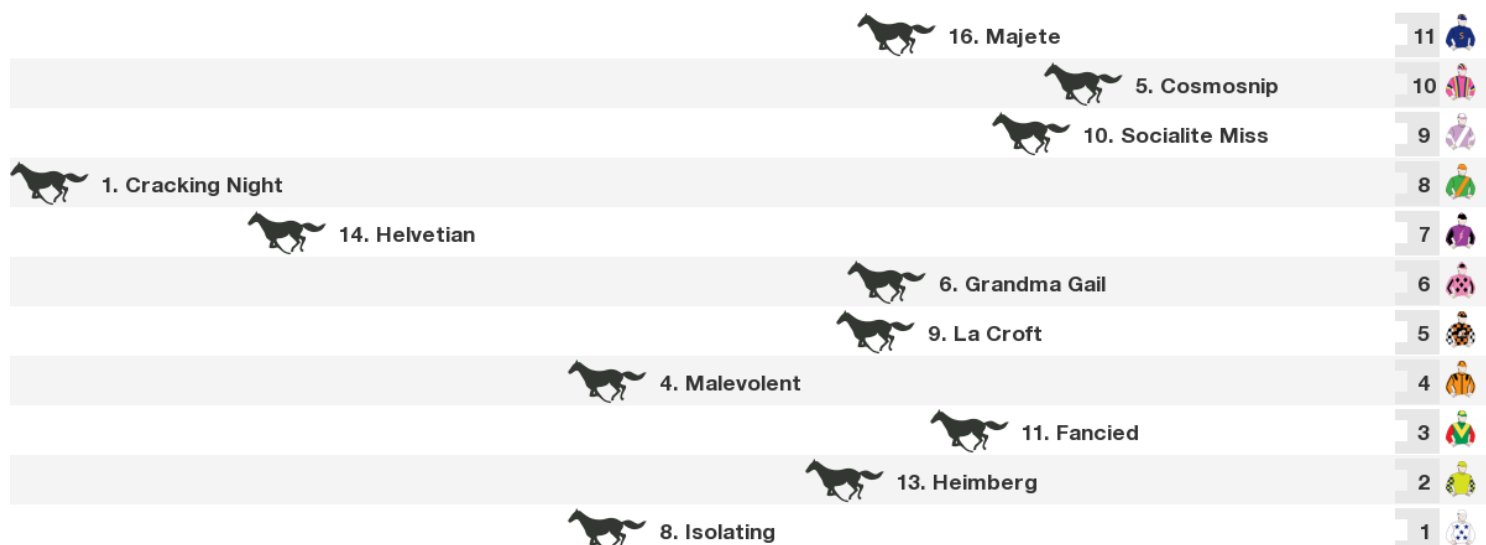 16. Majete 11
5. Cosmosnip 10
10. Socialite Miss 9
1. Cracking Night 8
14. Helvetian 7
6. Grandma Gail 6
9. La Croft 5
4. Malevolent 4
11. Fancied 3
13. Heimberg 2
8. Isolating 1